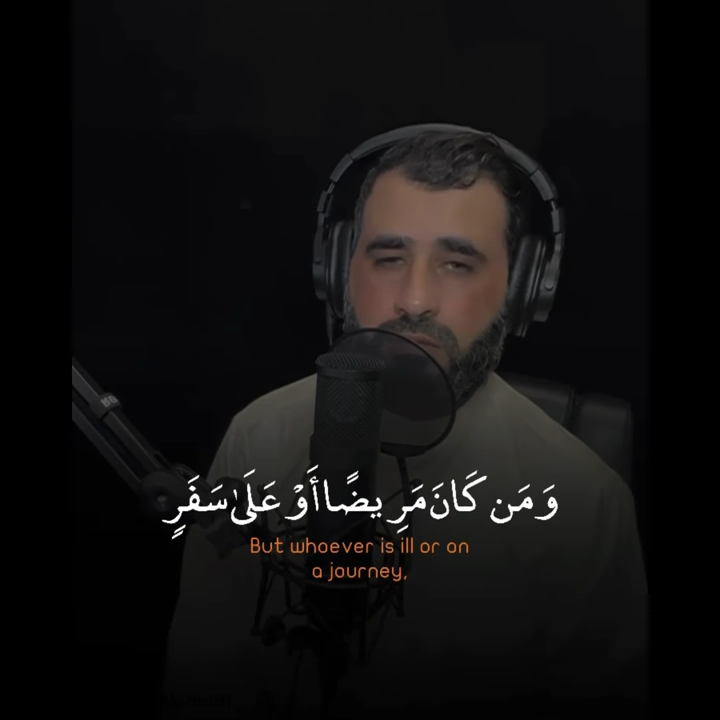 وَمَن كَانَ مَرِيضًا أَوْ عَلَىٰ سَفَرٍ
But whoever is ill or on
a journey,